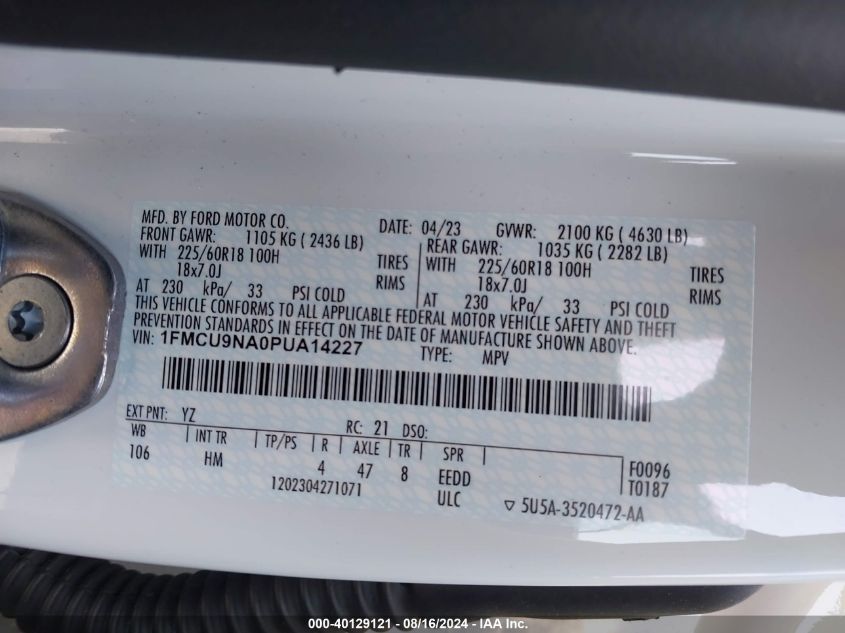 MFD. BY FORD MOTOR CO.
DATE: 04/23 GVWR: 2100 KG ( 4630 LB)
FRONT GAWR: 1105 KG ( 2436 LB)
REAR GAWR: 1035 KG ( 2282 LB)
WITH 225/60R18 100H TIRES
WITH 225/60R18 100H TIRES
18x7.0J RIMS
18x7.0J RIMS
AT 230 kPa/ 33 PSI COLD
AT 230 kPa/ 33 PSI COLD
THIS VEHICLE CONFORMS TO ALL APPLICABLE FEDERAL MOTOR VEHICLE SAFETY AND THEFT
PREVENTION STANDARDS IN EFFECT ON THE DATE OF MANUFACTURE SHOWN ABOVE.
VIN: 1FMCU9NA0PUA14227
TYPE: MPV
EXT PNT: YZ RC: 21 DSO:
WB INT TR TP/PS R AXLE TR SPR
106 HM 4 47 8 EEDD F0096
ULC T0187
1202304271071
▽ 5U5A-3520472-AA
000-40129121 - 08/16/2024 - IAA Inc.